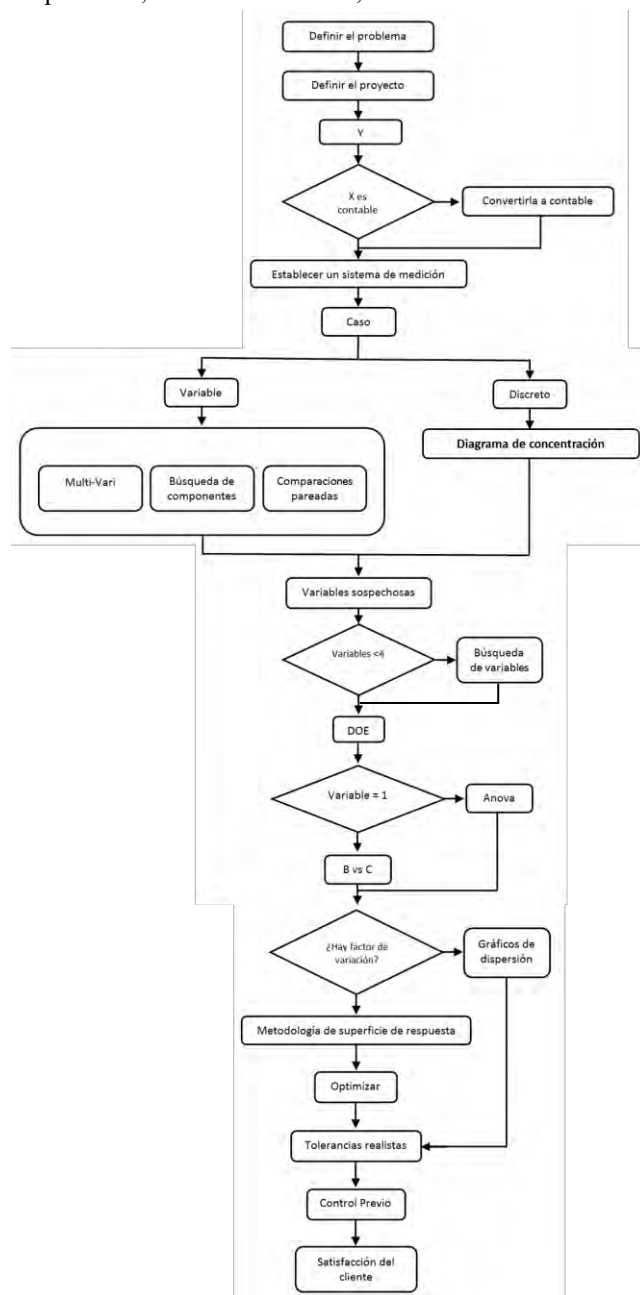 Definir el problema
Definir el proyecto
Y
X es
contable
Convertirla a contable
Establecer un sistema de medición
Caso
Variable
Discreto
Diagrama de concentración
Multi-Vari
Búsqueda de
componentes
Comparaciones
pareadas
Variables sospechosas
Variables <4
Búsqueda
de variables
DOE
Variable = 1
Anova
B vs C
¿Hay factor de
variación?
Gráficos de
dispersión
Metodología de superficie de respuesta
Optimizar
Tolerancias realistas
Control Previo
Satisfacción del
cliente